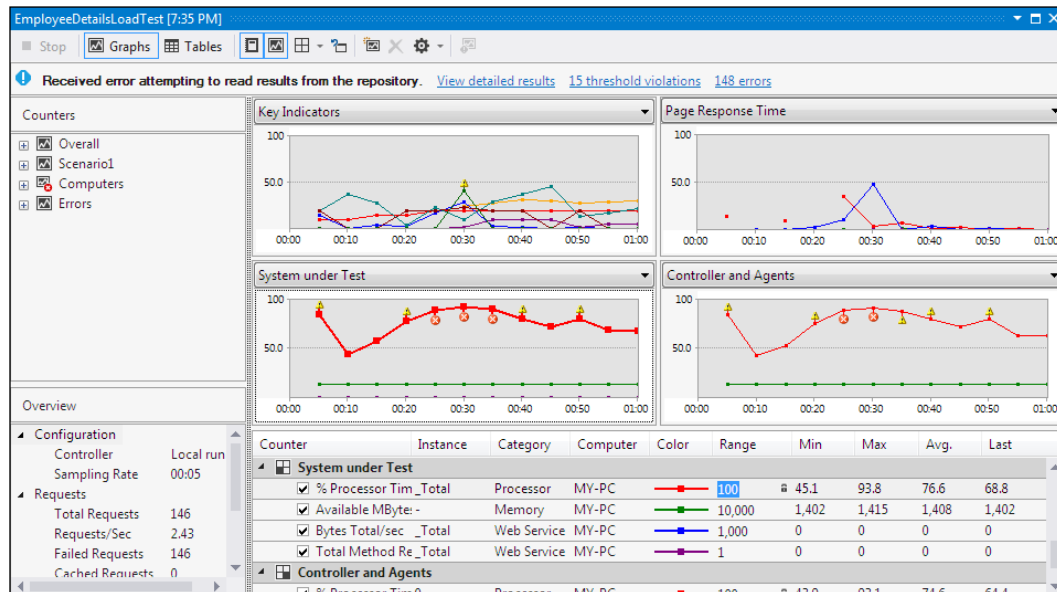 EmployeeDetailsLoadTest [7:35 PM]
Stop Graphs Tables
Received error attempting to read results from the repository. View detailed results 15 threshold violations 148 errors
Counters
Overall
Scenario1
Computers
Errors
Key Indicators
100
50.0
00:00 00:10 00:20 00:30 00:40 00:50 01:00
Page Response Time
100
50.0
00:00 00:10 00:20 00:30 00:40 00:50 01:00
System under Test
100
50.0
00:00 00:10 00:20 00:30 00:40 00:50 01:00
Controller and Agents
100
50.0
00:00 00:10 00:20 00:30 00:40 00:50 01:00
Overview
Configuration
Controller Local run
Sampling Rate 00:05
Requests
Total Requests 146
Requests/Sec 2.43
Failed Requests 146
Cached Requests 0
Counter Instance Category Computer Color Range Min Max Avg. Last
System under Test
% Processor Tim _Total Processor MY-PC 100 45.1 93.8 76.6 68.8
Available MByte: - Memory MY-PC 10,000 1,402 1,415 1,408 1,402
Bytes Total/sec _Total Web Service MY-PC 1,000 0 0 0 0
Total Method Re _Total Web Service MY-PC 1 0 0 0 0
Controller and Agents